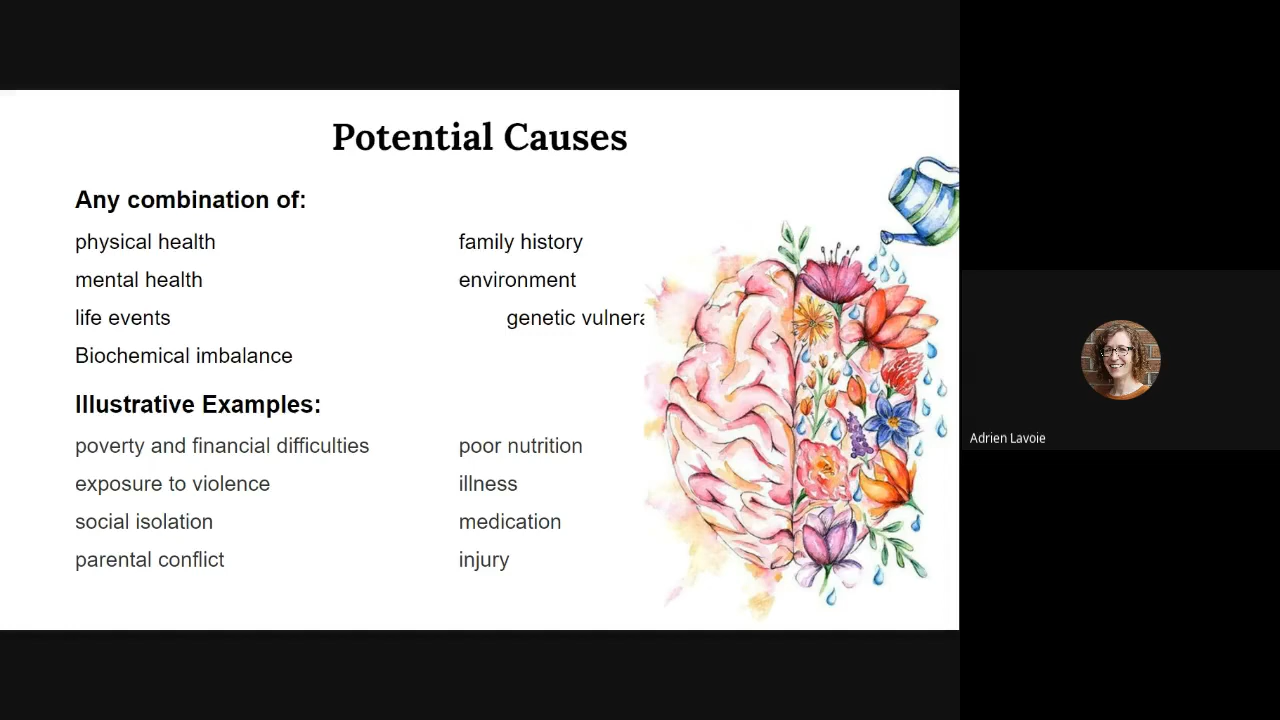 Potential Causes
Any combination of:
physical health family history
mental health environment
life events genetic
Biochemical imbalance
Illustrative Examples:
poverty and financial difficulties poor nutrition
exposure to violence illness
social isolation medication
parental conflict injury
Adrien Lavoie